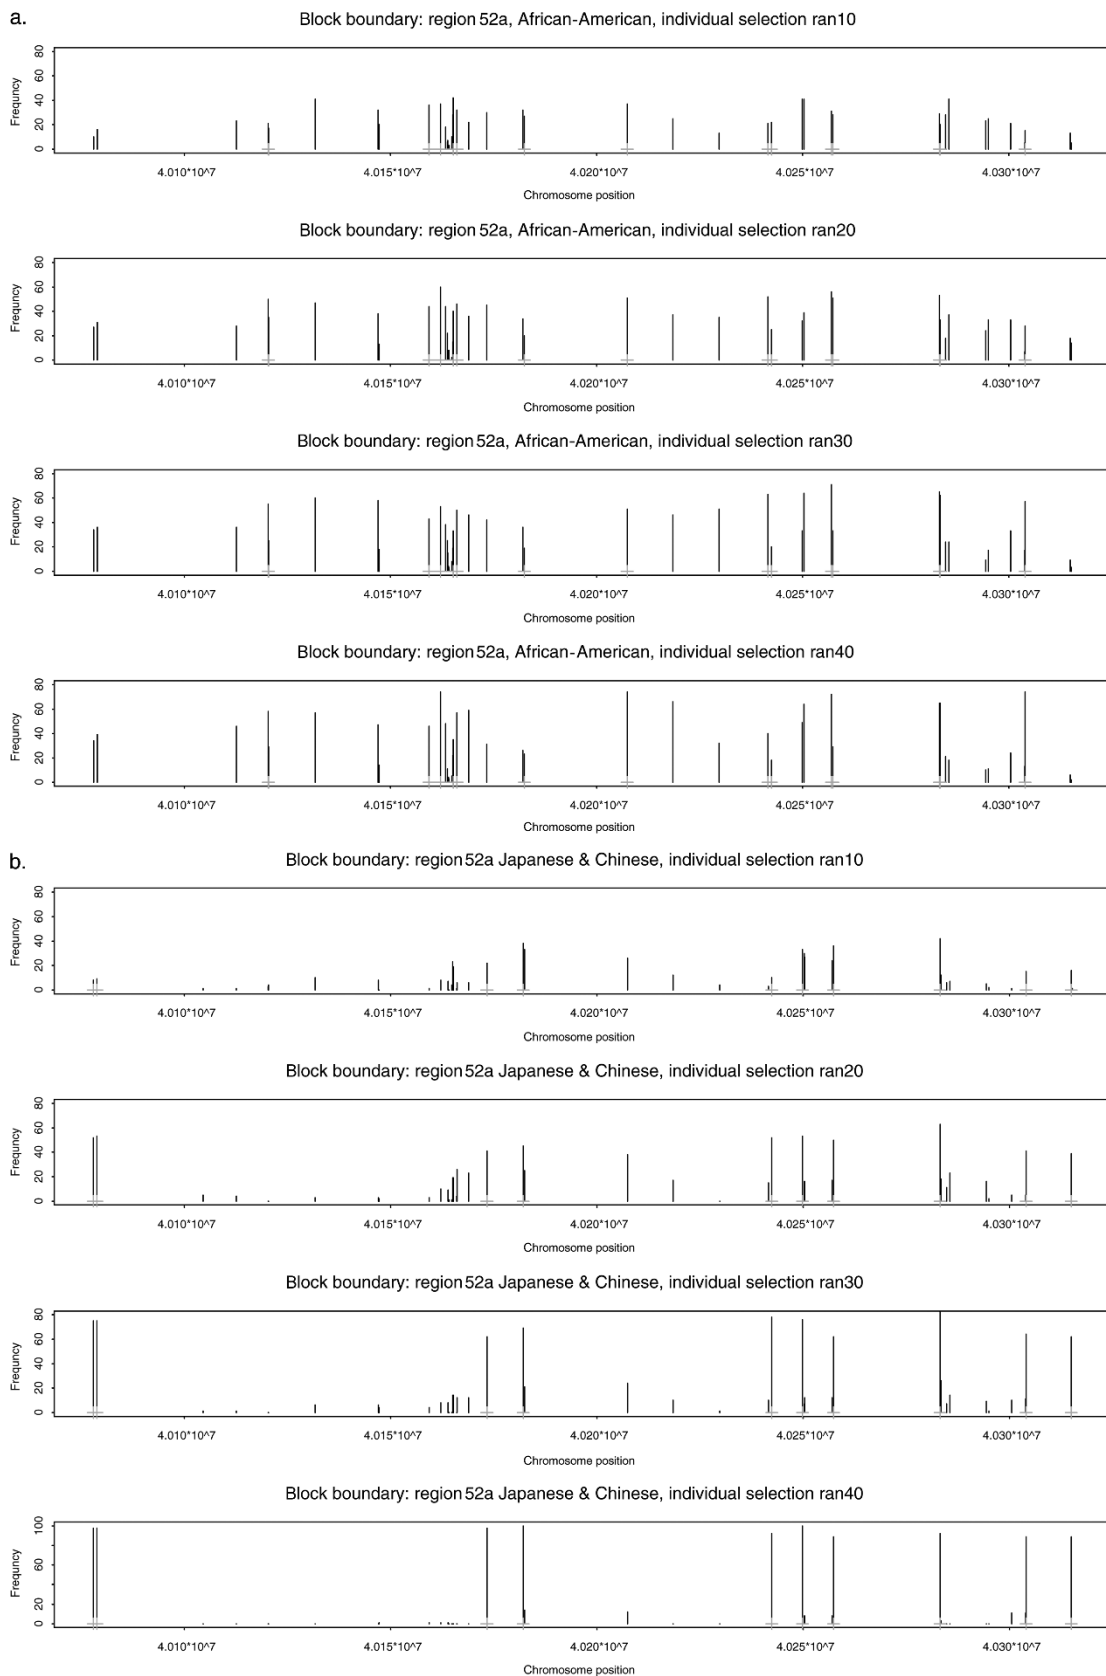 a.
Block boundary: region 52a, African-American, individual selection ran10
Frequncy
0 20 40 60 80
4.010*10^7 4.015*10^7 4.020*10^7 4.025*10^7 4.030*10^7
Chromosome position
Block boundary: region 52a, African-American, individual selection ran20
Frequncy
0 20 40 60 80
4.010*10^7 4.015*10^7 4.020*10^7 4.025*10^7 4.030*10^7
Chromosome position
Block boundary: region 52a, African-American, individual selection ran30
Frequncy
0 20 40 60 80
4.010*10^7 4.015*10^7 4.020*10^7 4.025*10^7 4.030*10^7
Chromosome position
Block boundary: region 52a, African-American, individual selection ran40
Frequncy
0 20 40 60 80
4.010*10^7 4.015*10^7 4.020*10^7 4.025*10^7 4.030*10^7
Chromosome position
b.
Block boundary: region 52a Japanese & Chinese, individual selection ran10
Frequncy
0 20 40 60 80
4.010*10^7 4.015*10^7 4.020*10^7 4.025*10^7 4.030*10^7
Chromosome position
Block boundary: region 52a Japanese & Chinese, individual selection ran20
Frequncy
0 20 40 60 80
4.010*10^7 4.015*10^7 4.020*10^7 4.025*10^7 4.030*10^7
Chromosome position
Block boundary: region 52a Japanese & Chinese, individual selection ran30
Frequncy
0 20 40 60 80
4.010*10^7 4.015*10^7 4.020*10^7 4.025*10^7 4.030*10^7
Chromosome position
Block boundary: region 52a Japanese & Chinese, individual selection ran40
Frequncy
0 20 60 100
4.010*10^7 4.015*10^7 4.020*10^7 4.025*10^7 4.030*10^7
Chromosome position